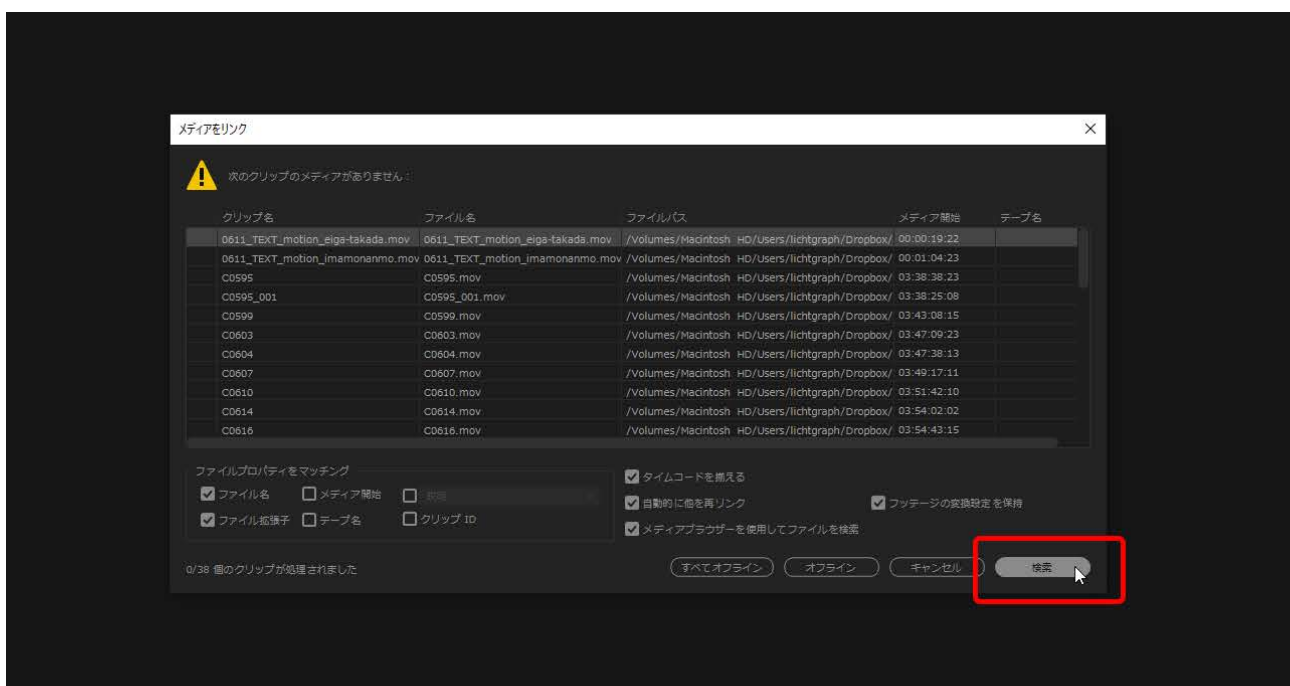 メディアをリンク
次のクリップのメディアがありません：
クリップ名 ファイル名 ファイルパス メディア開始 テープ名
0611_TEXT_motion_eiga-takada.mov 0611_TEXT_motion_eiga-takada.mov /Volumes/Macintosh HD/Users/lichtgraph/Dropbox/ 00:00:19:22
0611_TEXT_motion_imamonanmo.mov 0611_TEXT_motion_imamonanmo.mov /Volumes/Macintosh HD/Users/lichtgraph/Dropbox/ 00:01:04:23
C0595 C0595.mov /Volumes/Macintosh HD/Users/lichtgraph/Dropbox/ 03:38:38:23
C0595_001 C0595_001.mov /Volumes/Macintosh HD/Users/lichtgraph/Dropbox/ 03:38:25:08
C0599 C0599.mov /Volumes/Macintosh HD/Users/lichtgraph/Dropbox/ 03:43:08:15
C0603 C0603.mov /Volumes/Macintosh HD/Users/lichtgraph/Dropbox/ 03:47:09:23
C0604 C0604.mov /Volumes/Macintosh HD/Users/lichtgraph/Dropbox/ 03:47:38:13
C0607 C0607.mov /Volumes/Macintosh HD/Users/lichtgraph/Dropbox/ 03:49:17:11
C0610 C0610.mov /Volumes/Macintosh HD/Users/lichtgraph/Dropbox/ 03:51:42:10
C0614 C0614.mov /Volumes/Macintosh HD/Users/lichtgraph/Dropbox/ 03:54:02:02
C0616 C0616.mov /Volumes/Macintosh HD/Users/lichtgraph/Dropbox/ 03:54:43:15
ファイルプロパティをマッチング
ファイル名 メディア開始
ファイル拡張子 テープ名 クリップ ID
タイムコードを揃える
自動的に他を再リンク フッテージの変換設定を保持
メディアブラウザーを使用してファイルを検索
0/38 個のクリップが処理されました
すべてオフライン オフライン キャンセル 検索